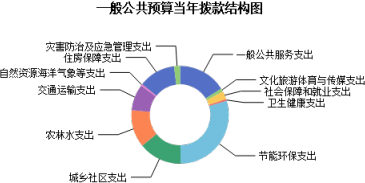 一般公共预算当年拨款结构图
灾害防治及应急管理支出
住房保障支出
自然资源海洋气象等支出
交通运输支出
农林水支出
城乡社区支出
一般公共服务支出
文化旅游体育与传媒支出
社会保障和就业支出
卫生健康支出
节能环保支出